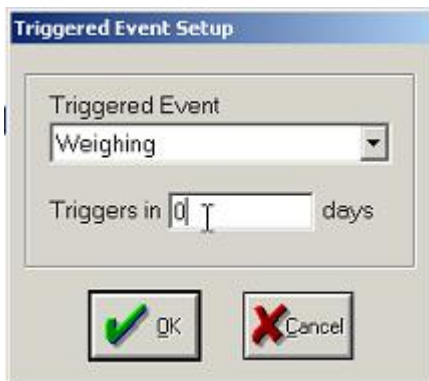 Triggered Event Setup
Triggered Event
Weighing
Triggers in 0 days
OK Cancel